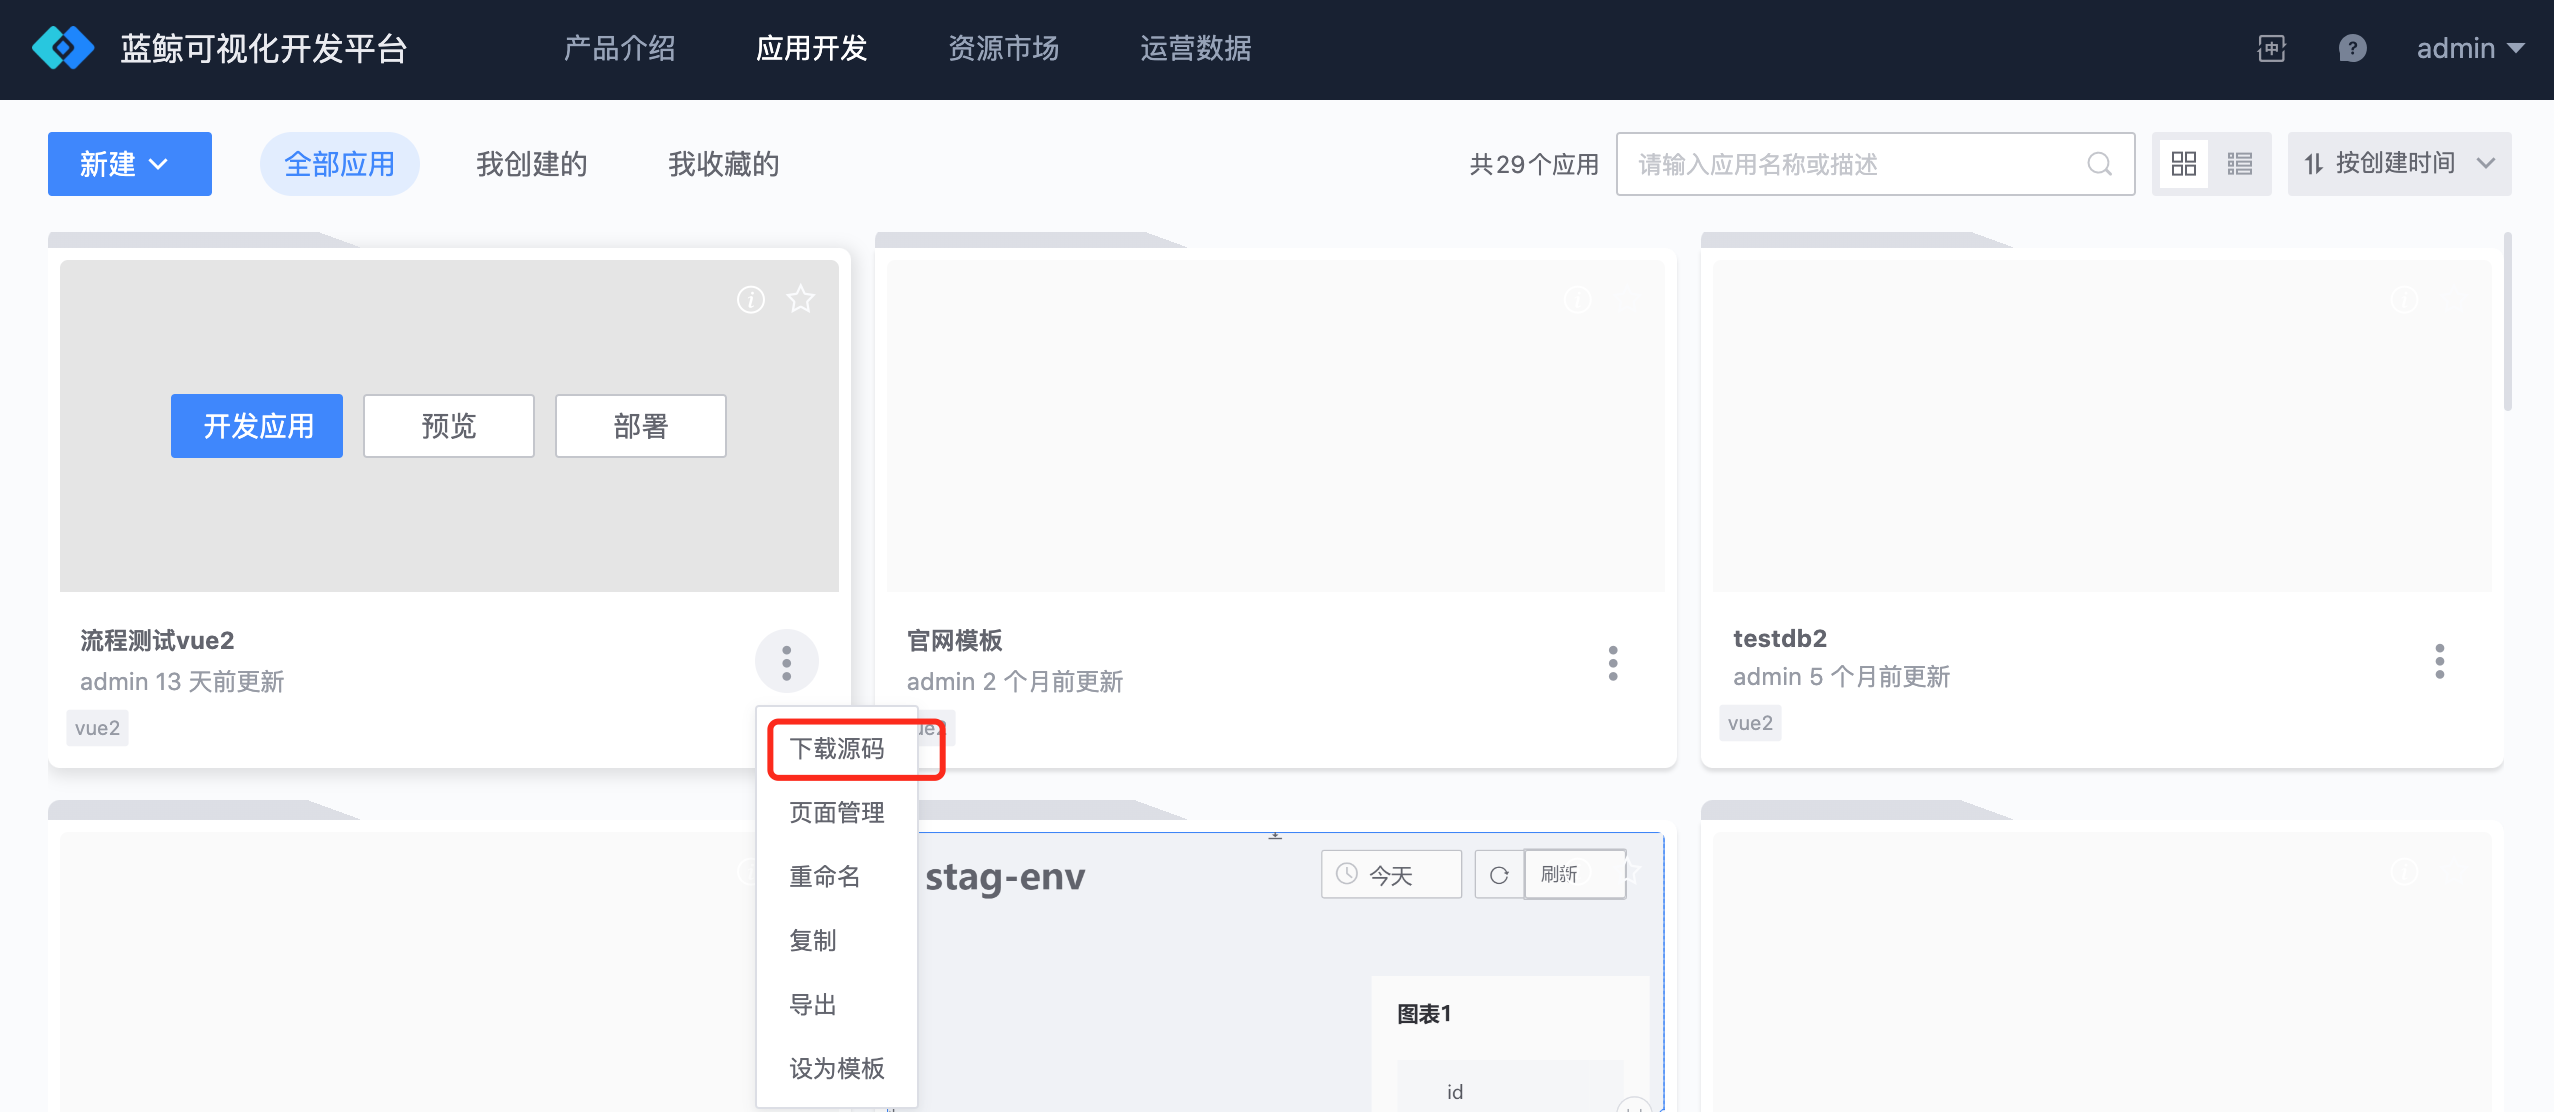 蓝鲸可视化开发平台 产品介绍 应用开发 资源市场 运营数据 中 ? admin
新建 全部应用 我创建的 我收藏的 共29个应用 请输入应用名称或描述 按创建时间
开发应用 预览 部署
流程测试vue2
admin 13 天前更新
vue2
官网模板
admin 2 个月前更新
testdb2
admin 5 个月前更新
vue2
下载源码
页面管理
重命名
复制
导出
设为模板
stag-env 今天 刷新
图表1
id